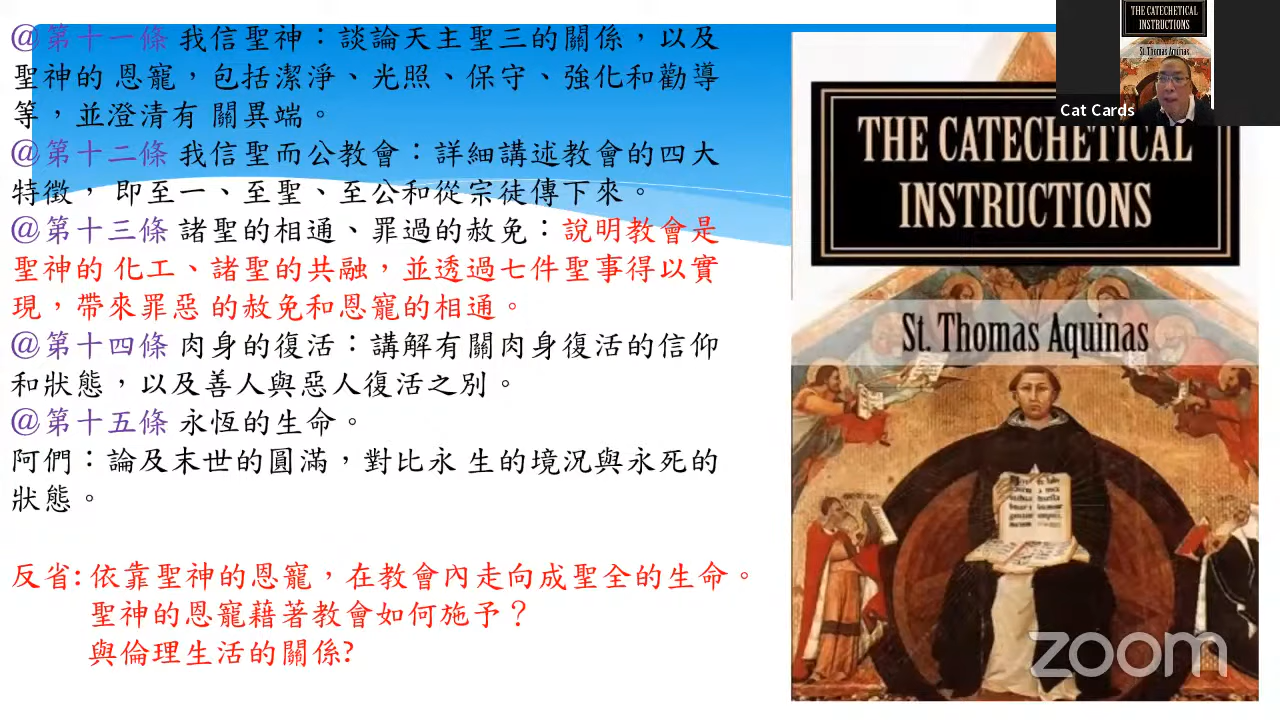 @第十一條 我信聖神：談論天主聖三的關係，以及
聖神的 恩寵，包括潔淨、光照、保守、強化和勸導
等，並澄清有 關異端。
@第十二條 我信聖而公教會：詳細講述教會的四大
特徵， 即至一、至聖、至公和從宗徒傳下來。
@第十三條 諸聖的相通、罪過的赦免：說明教會是
聖神的 化工、諸聖的共融，並透過七件聖事得以實
現，帶來罪惡 的赦免和恩寵的相通。
@第十四條 肉身的復活：講解有關肉身復活的信仰
和狀態，以及善人與惡人復活之別。
@第十五條 永恆的生命。
阿們：論及末世的圓滿，對比永 生的境況與永死的
狀態。
反省: 依靠聖神的恩寵，在教會內走向成聖全的生命。
聖神的恩寵藉著教會如何施予？
與倫理生活的關係?
THE CATECHETICAL
INSTRUCTIONS
St. Thomas Aquinas
THE CATECHETICAL
INSTRUCTIONS
St. Thomas Aquinas
Cat Cards
zoom